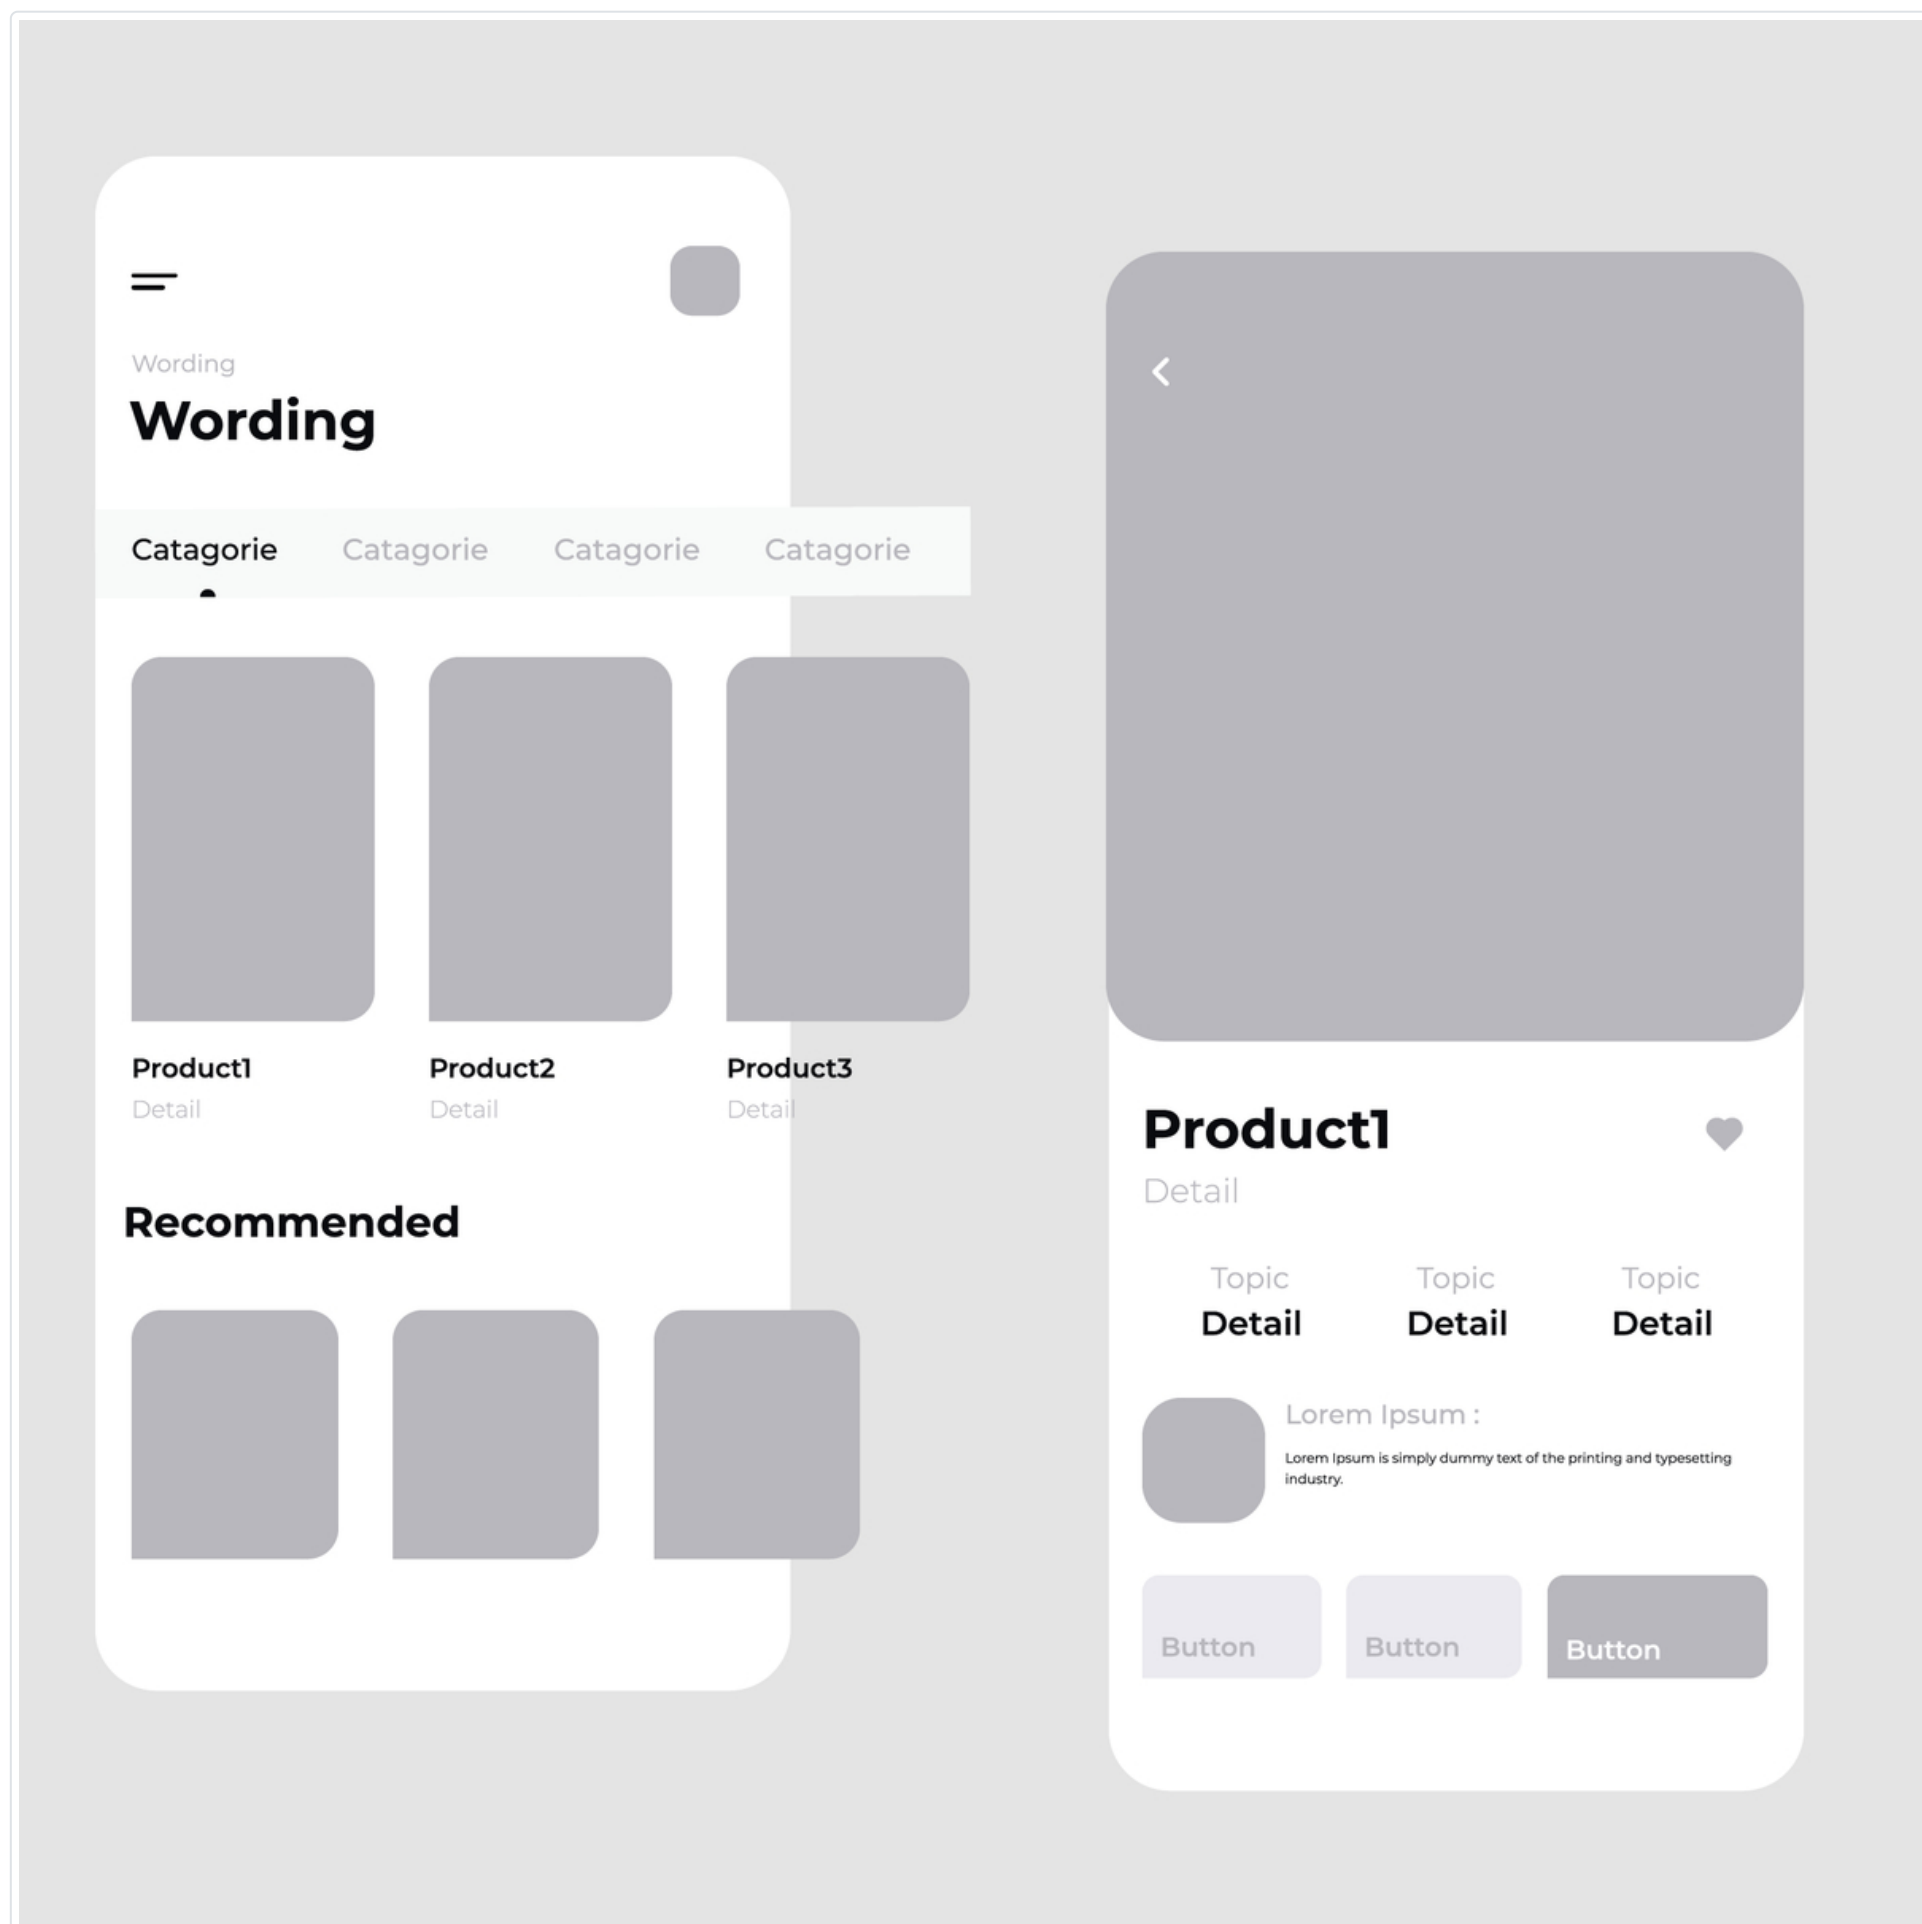 Wording
Wording
Catagorie Catagorie Catagorie Catagorie
Product1 Product2 Product3
Detail Detail Detail
Recommended
Product1
Detail
Topic Topic Topic
Detail Detail Detail
Lorem Ipsum :
Lorem Ipsum is simply dummy text of the printing and typesetting
industry.
Button Button Button